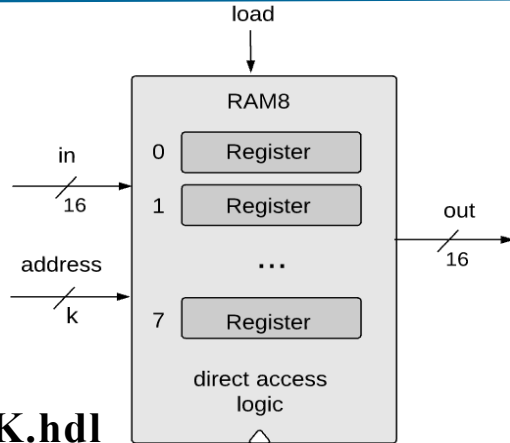 load
RAM8
0 Register
in
16
1 Register
out
16
address
...
k
7 Register
direct access
logic
K.hdl